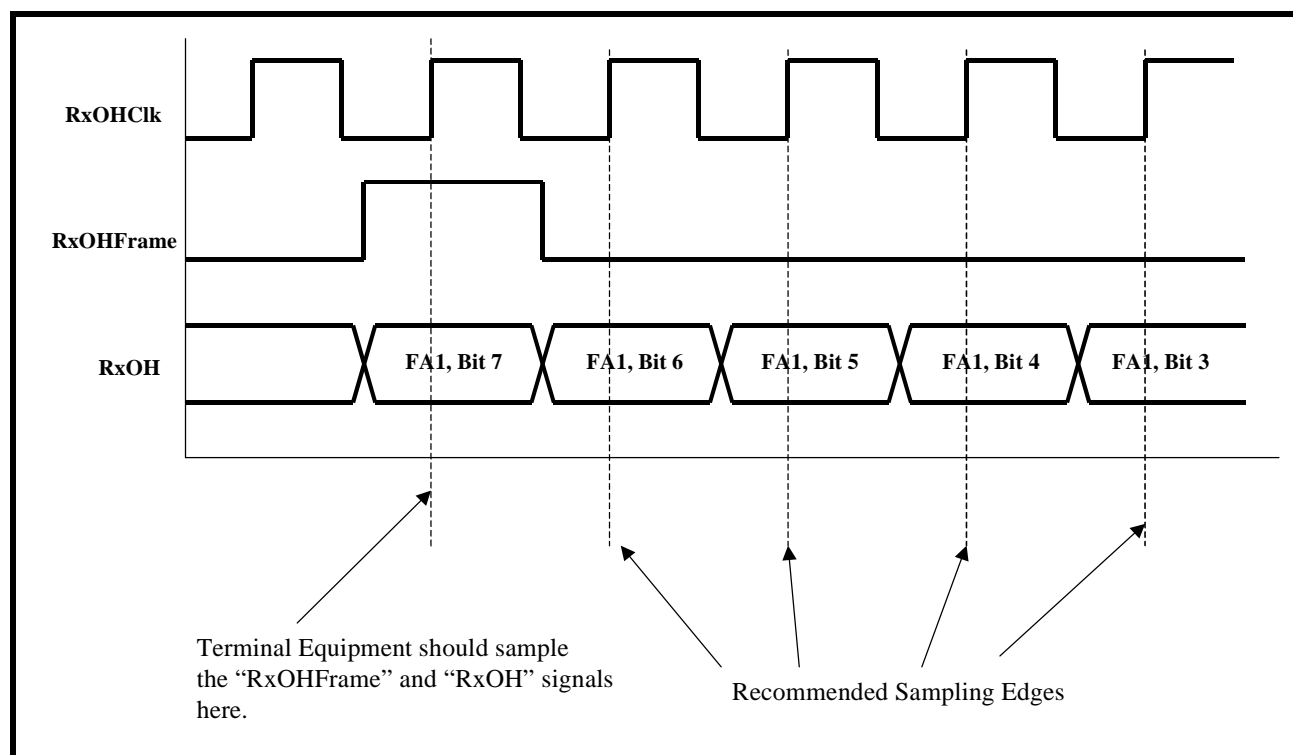 RxOHClk
RxOHFrame
RxOH
FA1, Bit 7
FA1, Bit 6
FA1, Bit 5
FA1, Bit 4
FA1, Bit 3
Terminal Equipment should sample
the “RxOHFrame” and “RxOH” signals
here.
Recommended Sampling Edges